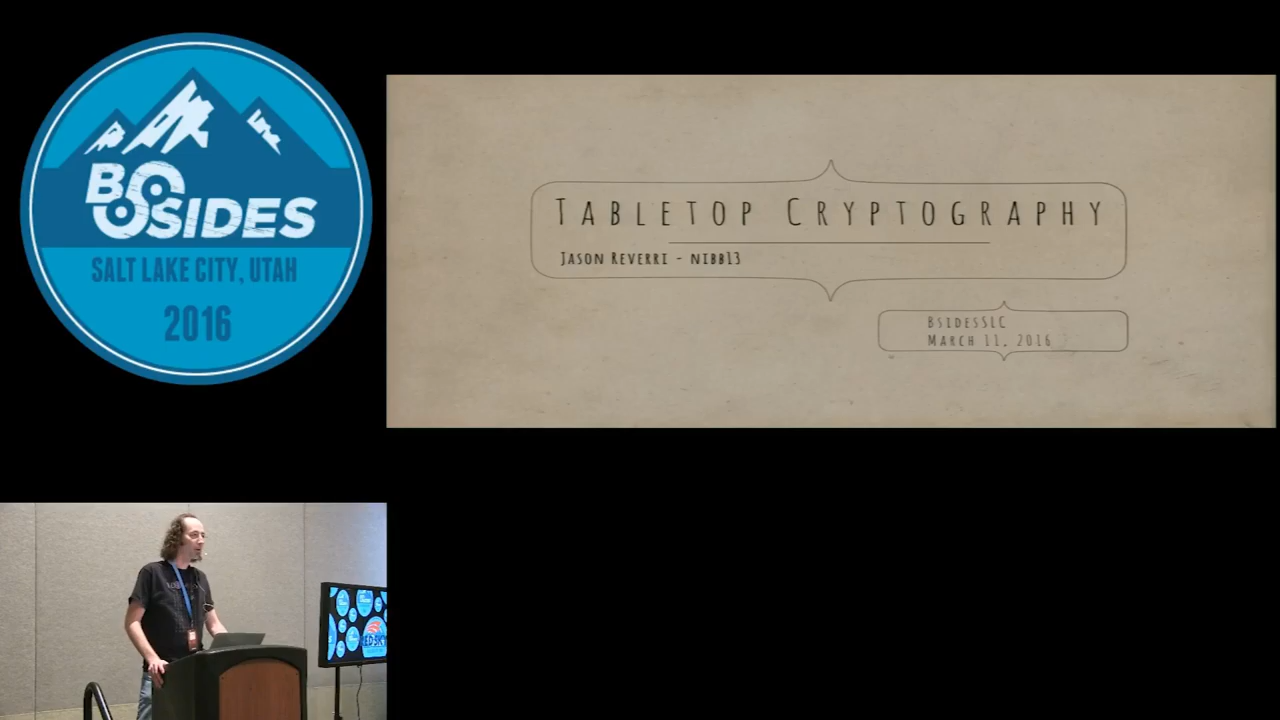 BSIDES
SALT LAKE CITY, UTAH
2016
TABLETOP CRYPTOGRAPHY
JASON REVERRI - NIBB13
BSIDESSLC
MARCH 11, 2016